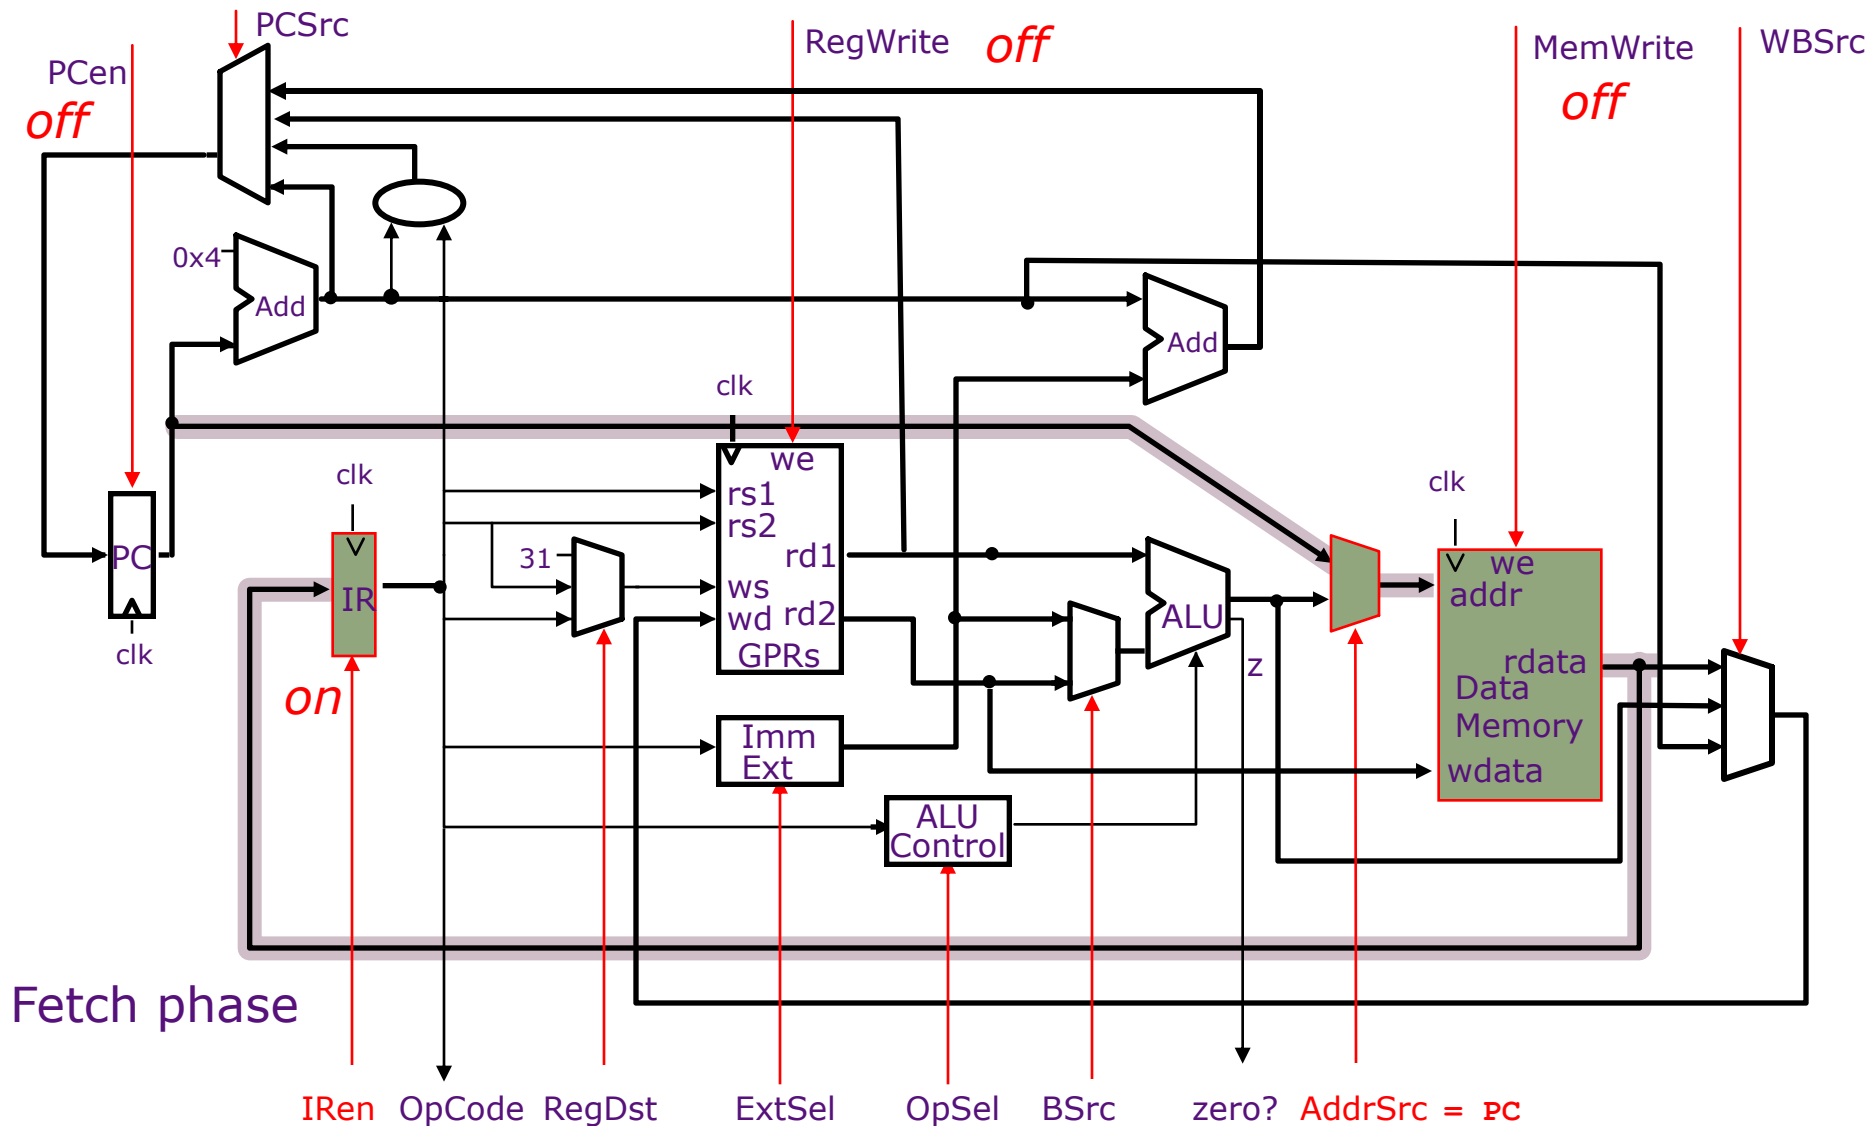 PCSrc
RegWrite
off
MemWrite
off
WBSrc
PCen
off
0x4
Add
Add
clk
we
rs1
rs2
rd1
ws
wd
rd2
GPRs
clk
31
IR
on
PC
clk
ALU
z
clk
we
addr
rdata
Data
Memory
wdata
Imm
Ext
ALU
Control
Fetch phase
IRen
OpCode
RegDst
ExtSel
OpSel
BSrc
zero?
AddrSrc = PC